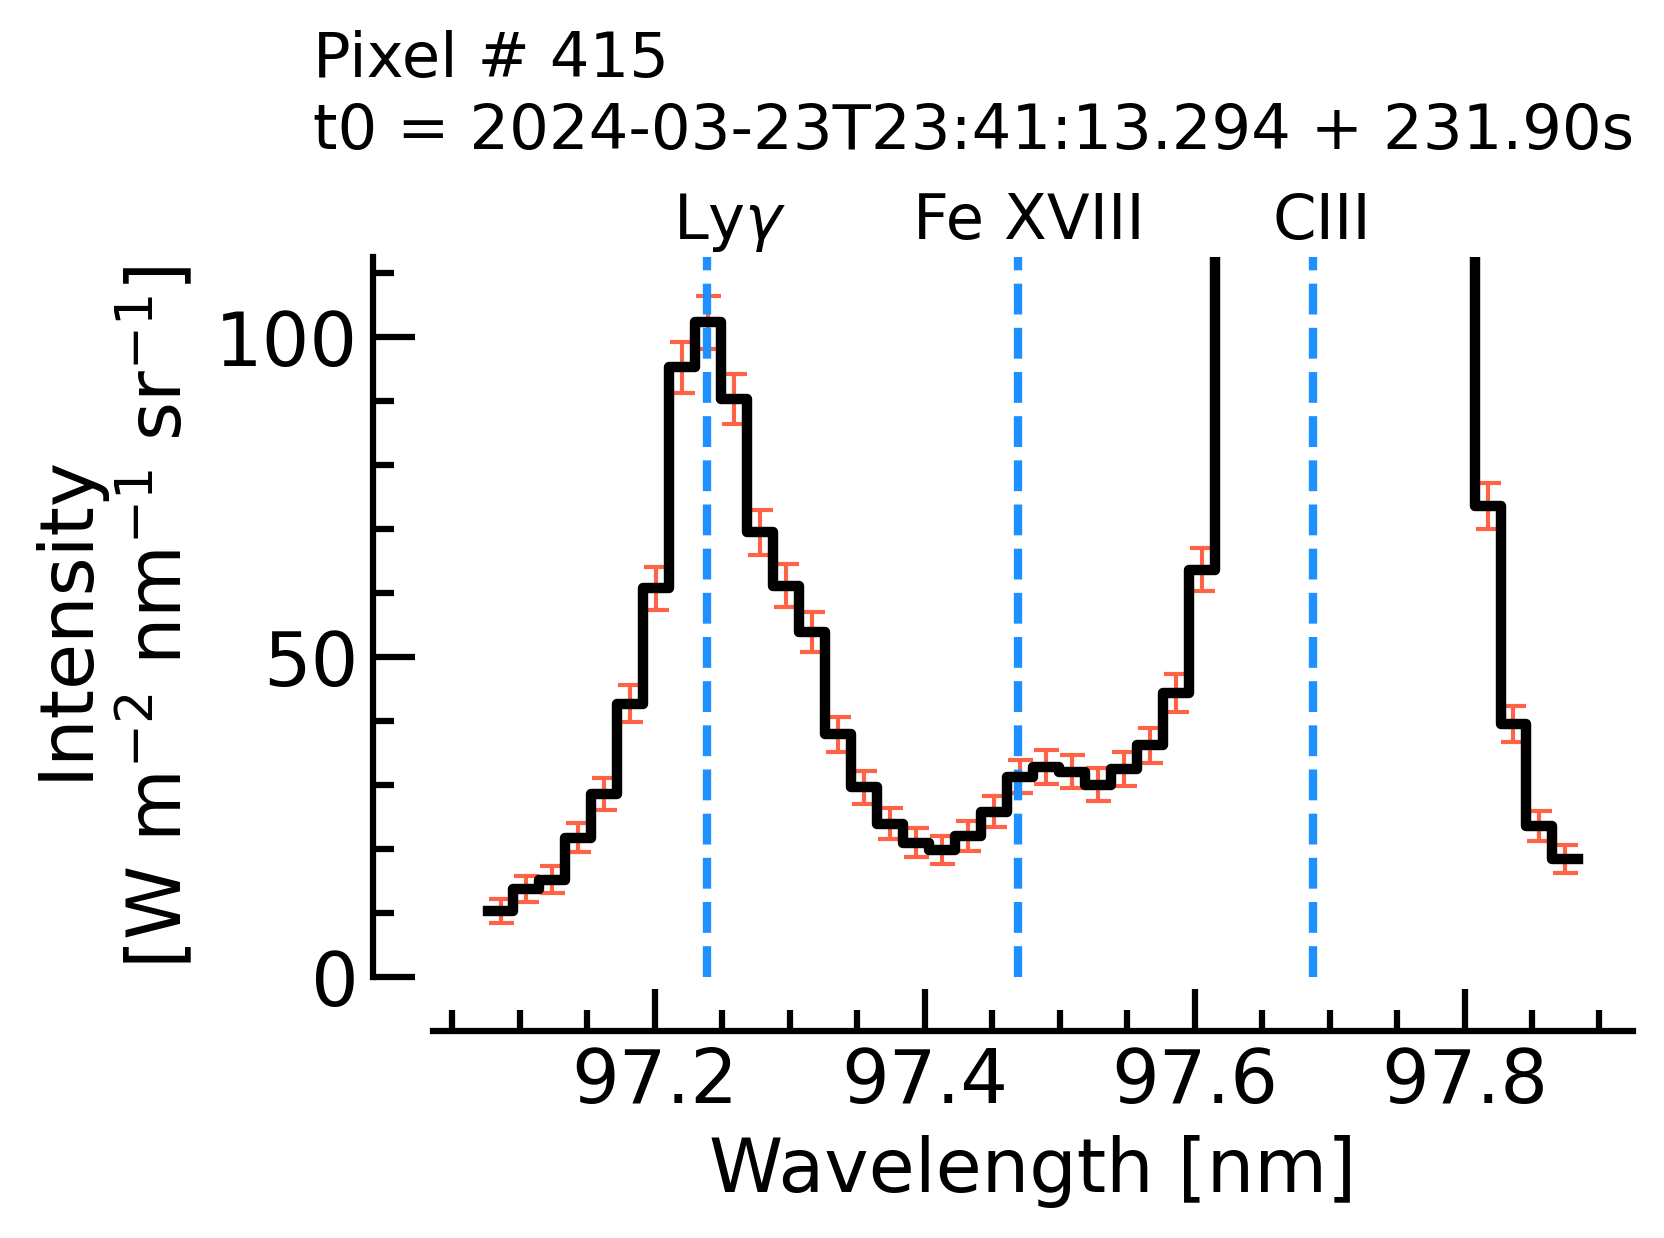 Pixel # 415
t0 = 2024-03-23T23:41:13.294 + 231.90s
Lyγ Fe XVIII CIII
Intensity
[W m⁻² nm⁻¹ sr⁻¹]
100
50
0
97.2 97.4 97.6 97.8
Wavelength [nm]